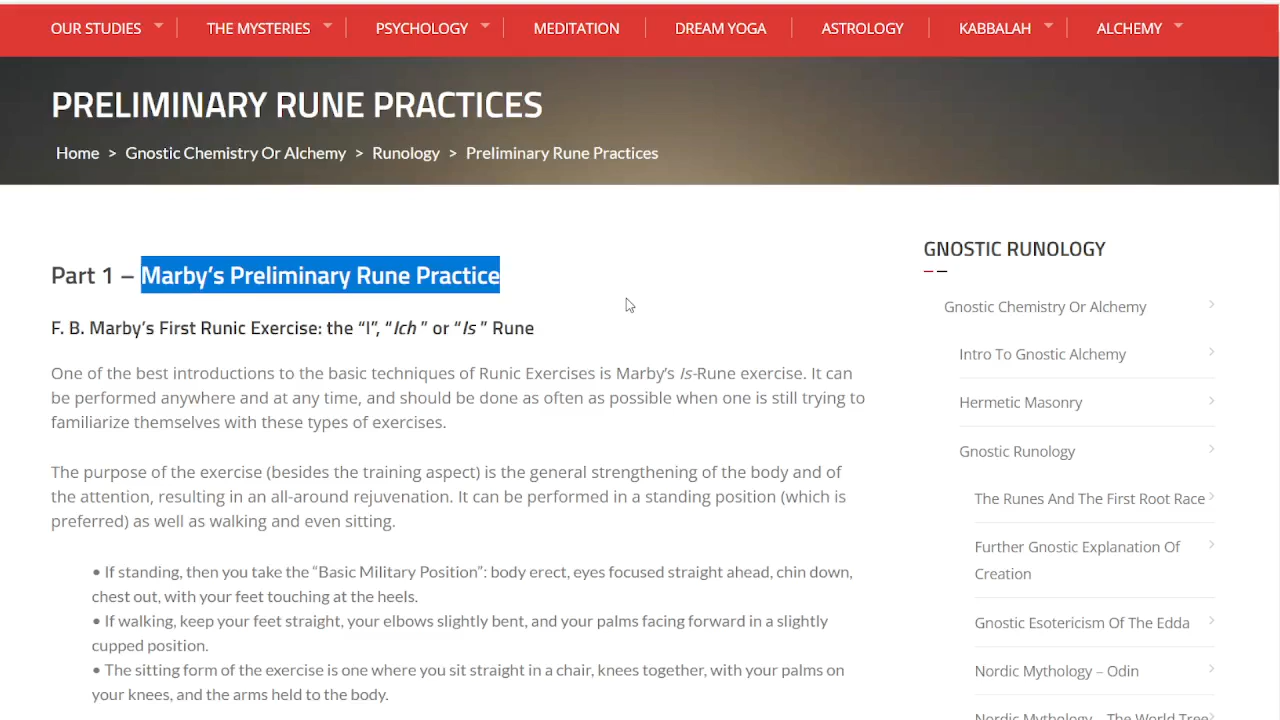 OUR STUDIES THE MYSTERIES PSYCHOLOGY MEDITATION DREAM YOGA ASTROLOGY KABBALAH ALCHEMY
PRELIMINARY RUNE PRACTICES
Home > Gnostic Chemistry Or Alchemy > Runology > Preliminary Rune Practices
Part 1 – Marby’s Preliminary Rune Practice
F. B. Marby’s First Runic Exercise: the “I”, “Ich ” or “Is ” Rune
One of the best introductions to the basic techniques of Runic Exercises is Marby’s Is-Rune exercise. It can
be performed anywhere and at any time, and should be done as often as possible when one is still trying to
familiarize themselves with these types of exercises.
The purpose of the exercise (besides the training aspect) is the general strengthening of the body and of
the attention, resulting in an all-around rejuvenation. It can be performed in a standing position (which is
preferred) as well as walking and even sitting.
• If standing, then you take the “Basic Military Position”: body erect, eyes focused straight ahead, chin down,
chest out, with your feet touching at the heels.
• If walking, keep your feet straight, your elbows slightly bent, and your palms facing forward in a slightly
cupped position.
• The sitting form of the exercise is one where you sit straight in a chair, knees together, with your palms on
your knees, and the arms held to the body.
GNOSTIC RUNOLOGY
Gnostic Chemistry Or Alchemy
Intro To Gnostic Alchemy
Hermetic Masonry
Gnostic Runology
The Runes And The First Root Race
Further Gnostic Explanation Of
Creation
Gnostic Esotericism Of The Edda
Nordic Mythology – Odin
Nordic Mythology – The World Tree